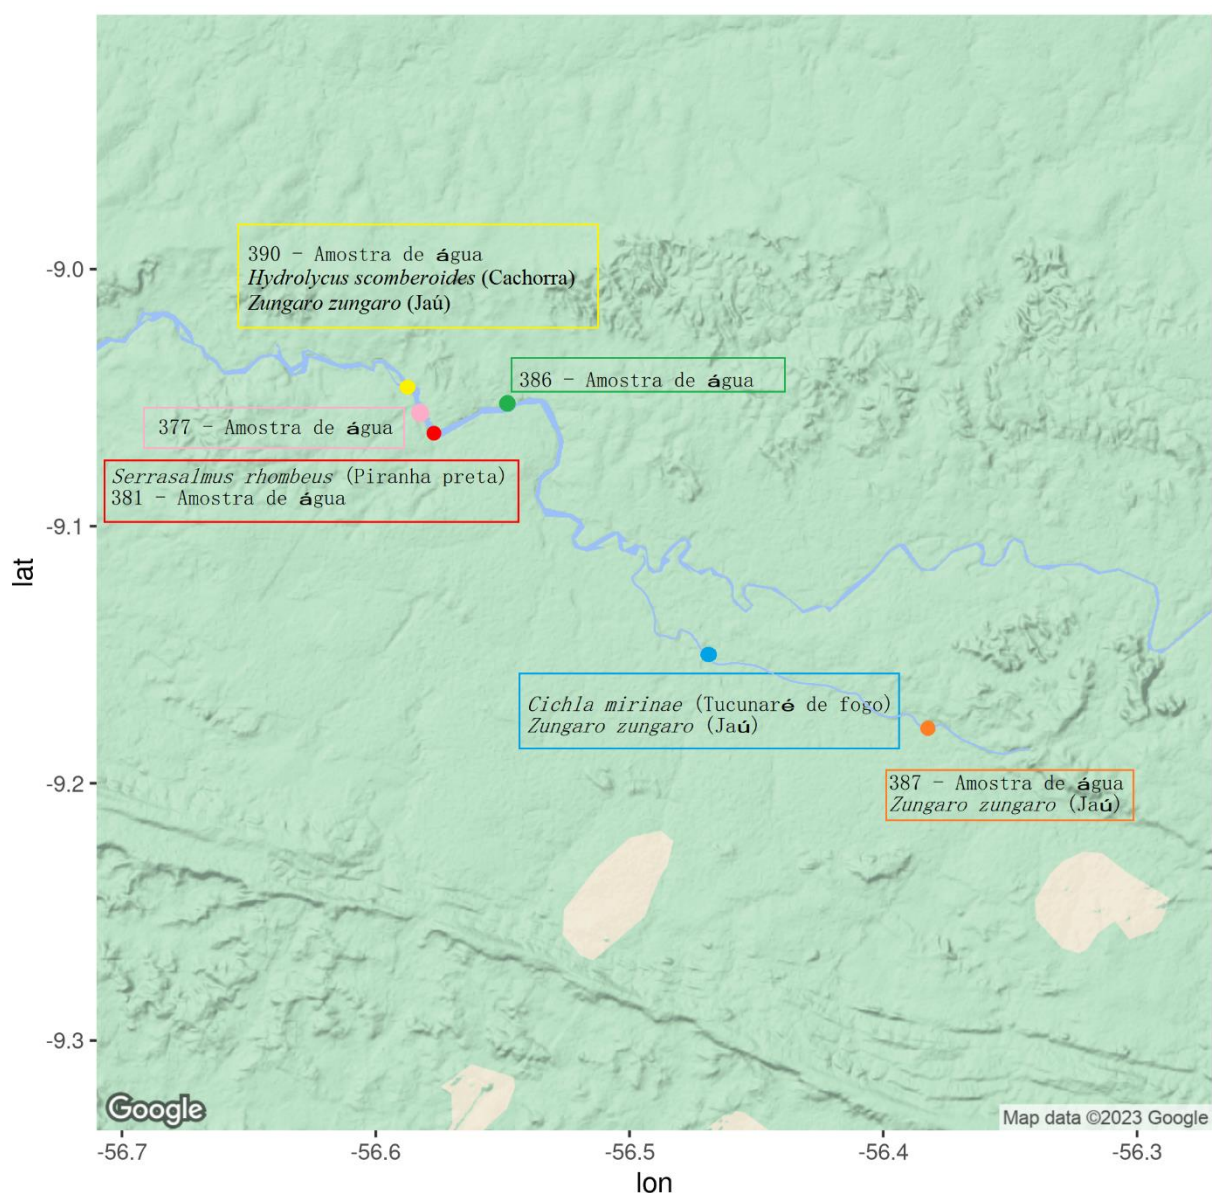 390 - Amostra de água
Hydrolycus scomberoides (Cachorra)
Zungaro zungaro (Jaú)
386 - Amostra de água
377 - Amostra de água
Serrasalmus rhombeus (Piranha preta)
381 - Amostra de água
Cichla mirinae (Tucunaré de fogo)
Zungaro zungaro (Jaú)
387 - Amostra de água
Zungaro zungaro (Jaú)
-9.0
-9.1
-9.2
-9.3
lat
Google
Map data ©2023 Google
-56.7
-56.6
-56.5
-56.4
-56.3
lon